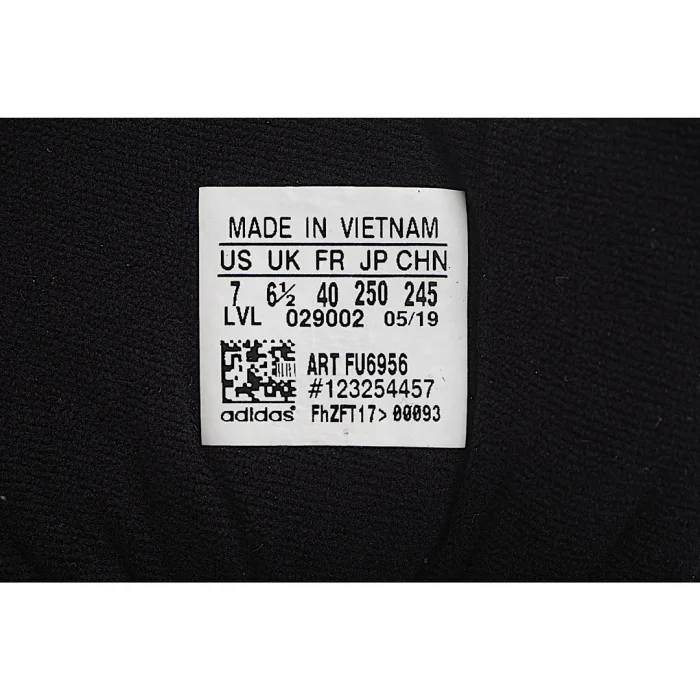 MADE IN VIETNAM
US UK FR JP CHN
7 6½ 40 250 245
LVL 029002 05/19
ART FU6956
#123254457
adidas® FhZFT17> 00093